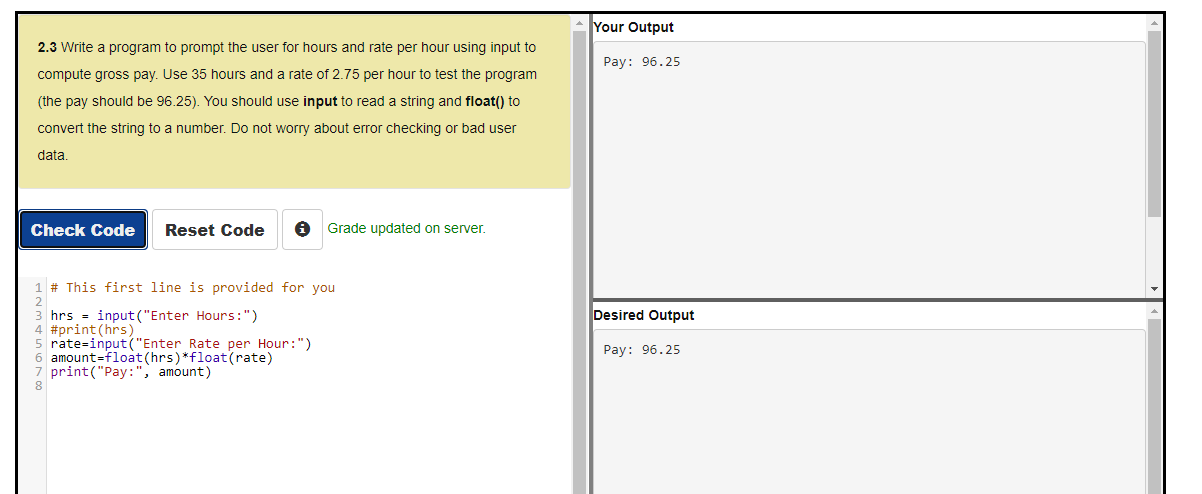 2.3 Write a program to prompt the user for hours and rate per hour using input to
compute gross pay. Use 35 hours and a rate of 2.75 per hour to test the program
(the pay should be 96.25). You should use input to read a string and float() to
convert the string to a number. Do not worry about error checking or bad user
data.
Check Code Reset Code Grade updated on server.
1 # This first line is provided for you
2
3 hrs = input("Enter Hours:")
4 #print(hrs)
5 rate=input("Enter Rate per Hour:")
6 amount=float(hrs)*float(rate)
7 print("Pay:", amount)
8
Your Output
Pay: 96.25
Desired Output
Pay: 96.25